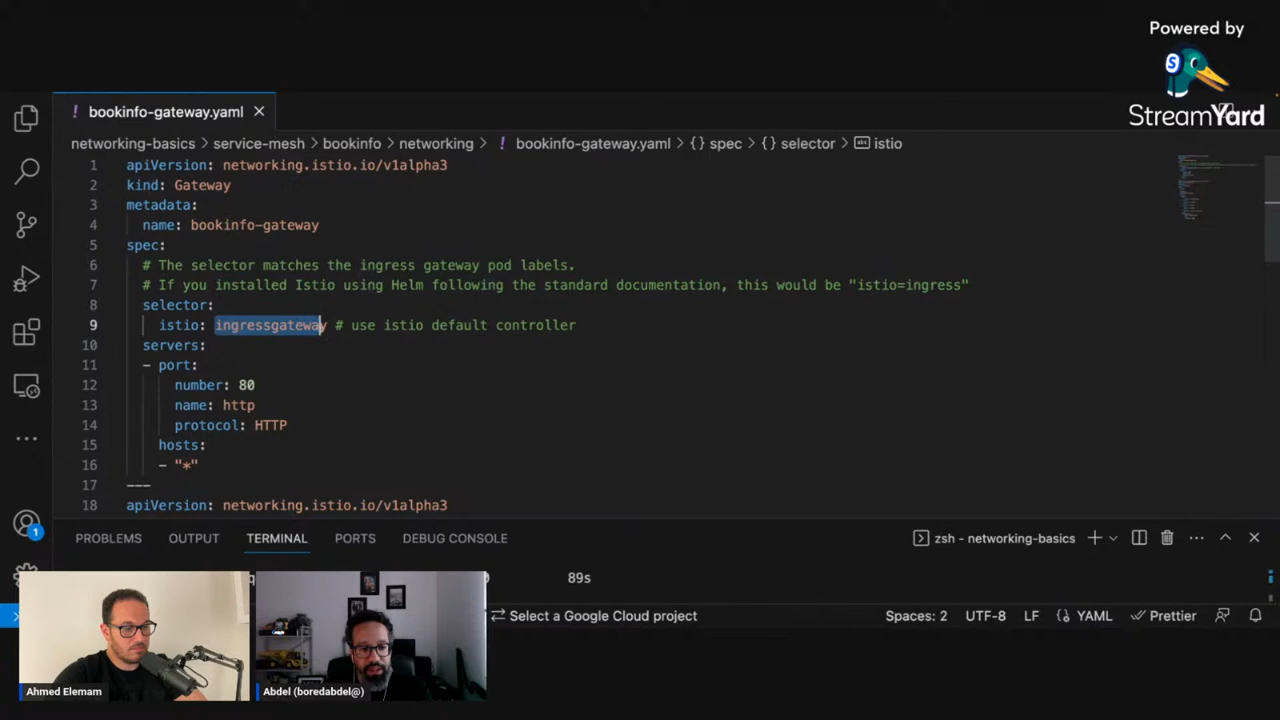 Powered by
S
StreamYard
! bookinfo-gateway.yaml
networking-basics > service-mesh > bookinfo > networking > ! bookinfo-gateway.yaml > {} spec > {} selector > abc istio
1 apiVersion: networking.istio.io/v1alpha3
2 kind: Gateway
3 metadata:
4 name: bookinfo-gateway
5 spec:
6 # The selector matches the ingress gateway pod labels.
7 # If you installed Istio using Helm following the standard documentation, this would be "istio=ingress"
8 selector:
9 istio: ingressgateway # use istio default controller
10 servers:
11 - port:
12 number: 80
13 name: http
14 protocol: HTTP
15 hosts:
16 - "*"
17 ---
18 apiVersion: networking.istio.io/v1alpha3
1
PROBLEMS OUTPUT TERMINAL PORTS DEBUG CONSOLE zsh - networking-basics
89s
Select a Google Cloud project Spaces: 2 UTF-8 LF {} YAML Prettier
Ahmed Elemam
Abdel (boredabdel@)